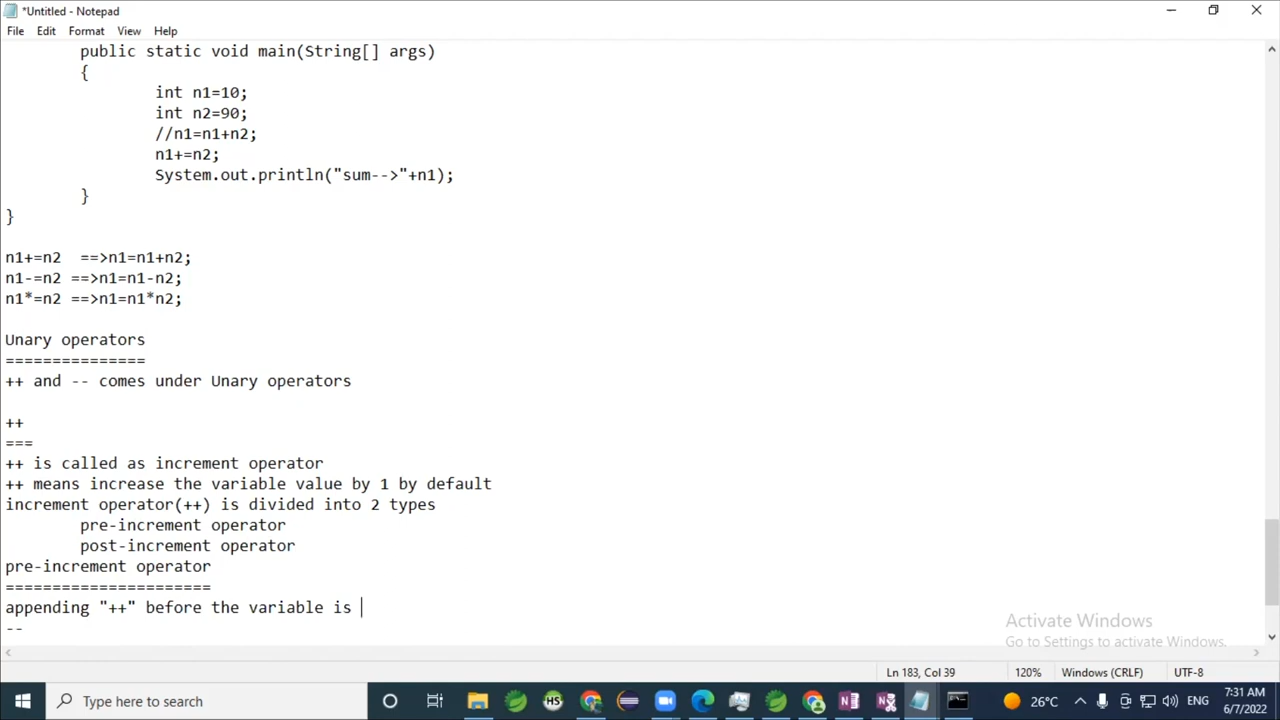 *Untitled - Notepad
File Edit Format View Help
public static void main(String[] args)
{
int n1=10;
int n2=90;
//n1=n1+n2;
n1+=n2;
System.out.println("sum-->"+n1);
}
}
n1+=n2  ==>n1=n1+n2;
n1-=n2 ==>n1=n1-n2;
n1*=n2 ==>n1=n1*n2;
Unary operators
===============
++ and -- comes under Unary operators
++
===
++ is called as increment operator
++ means increase the variable value by 1 by default
increment operator(++) is divided into 2 types
pre-increment operator
post-increment operator
pre-increment operator
======================
appending "++" before the variable is
--
Activate Windows
Go to Settings to activate Windows.
Ln 183, Col 39 120% Windows (CRLF) UTF-8
Type here to search HS 26°C ENG 7:31 AM
6/7/2022